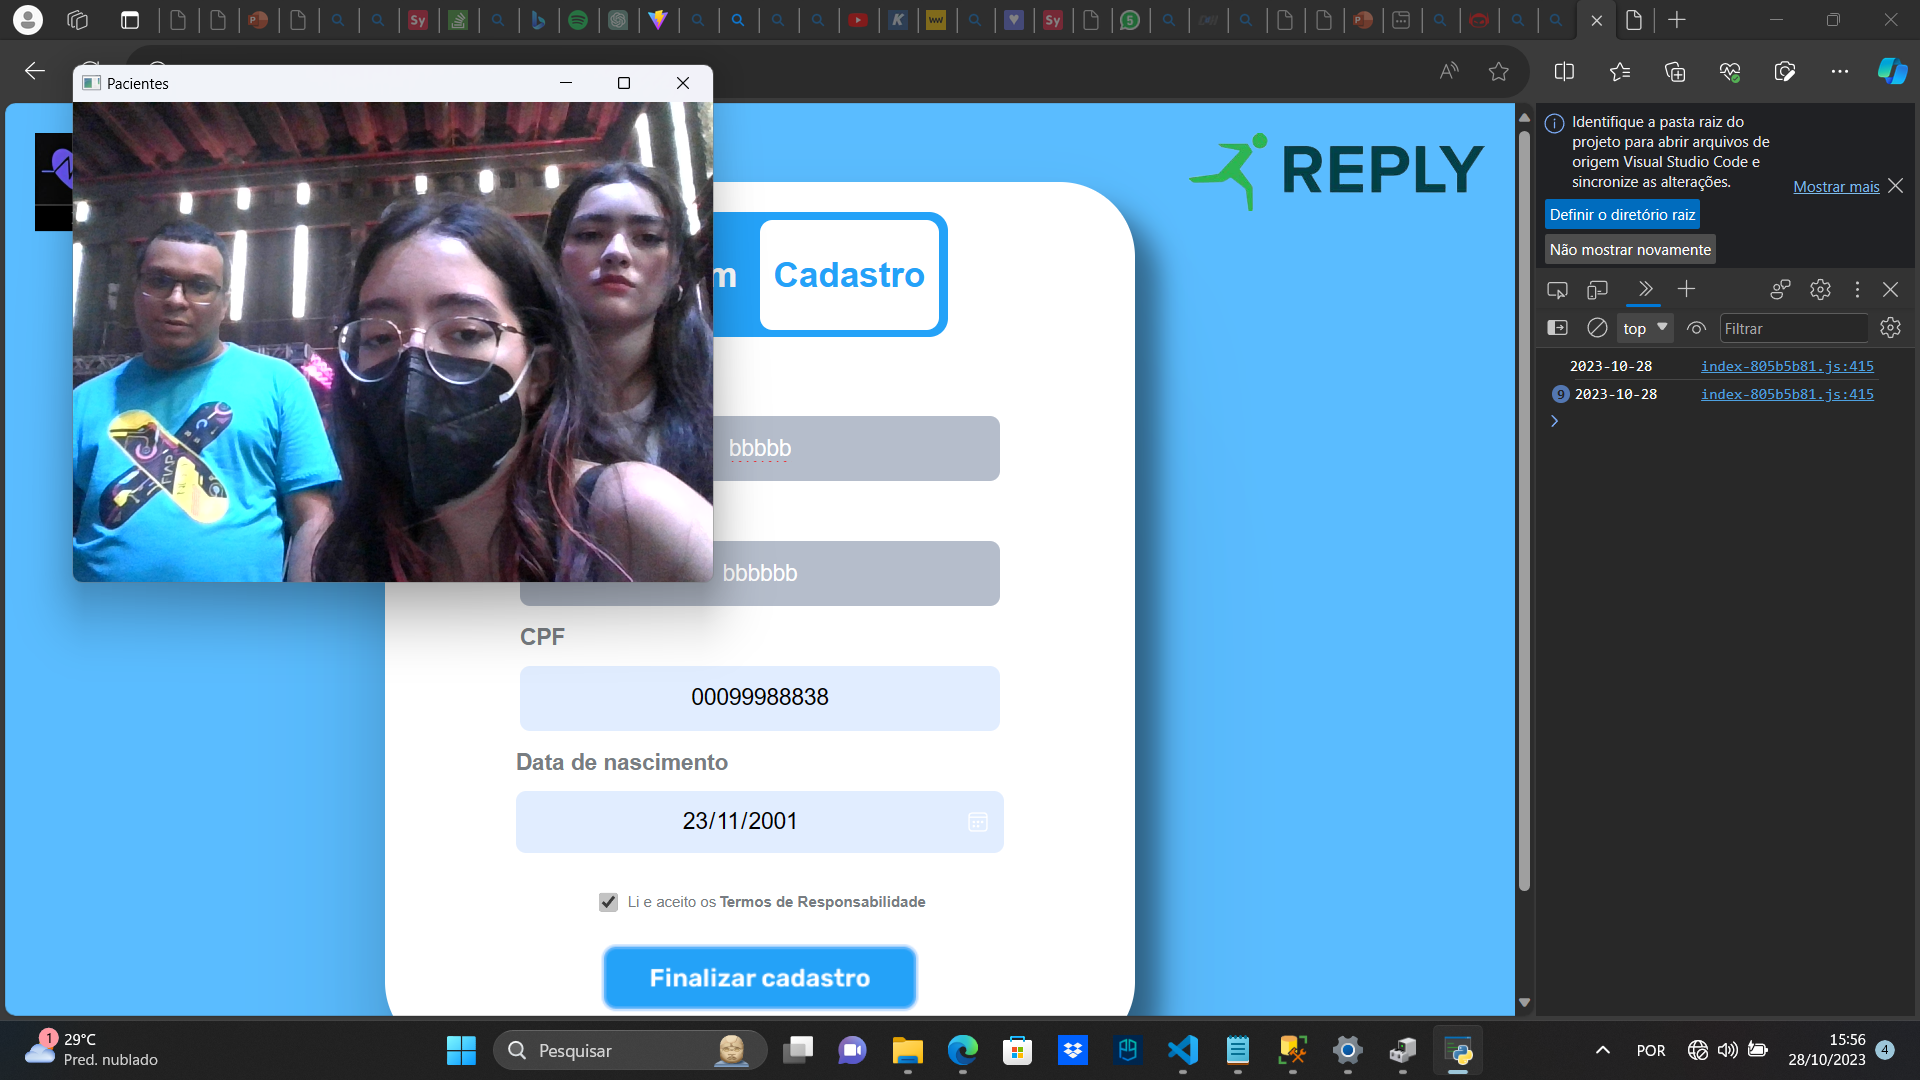 Pacientes
REPLY
m
Cadastro
FIAP
bbbbb
bbbbbb
CPF
00099988838
Data de nascimento
23/11/2001
Li e aceito os Termos de Responsabilidade
Finalizar cadastro
Identifique a pasta raiz do
projeto para abrir arquivos de
origem Visual Studio Code e
sincronize as alterações.
Mostrar mais
Definir o diretório raiz
Não mostrar novamente
top
Filtrar
2023-10-28 index-805b5b81.js:415
9 2023-10-28 index-805b5b81.js:415
1
29°C
Pred. nublado
Pesquisar
POR
15:56
28/10/2023
4